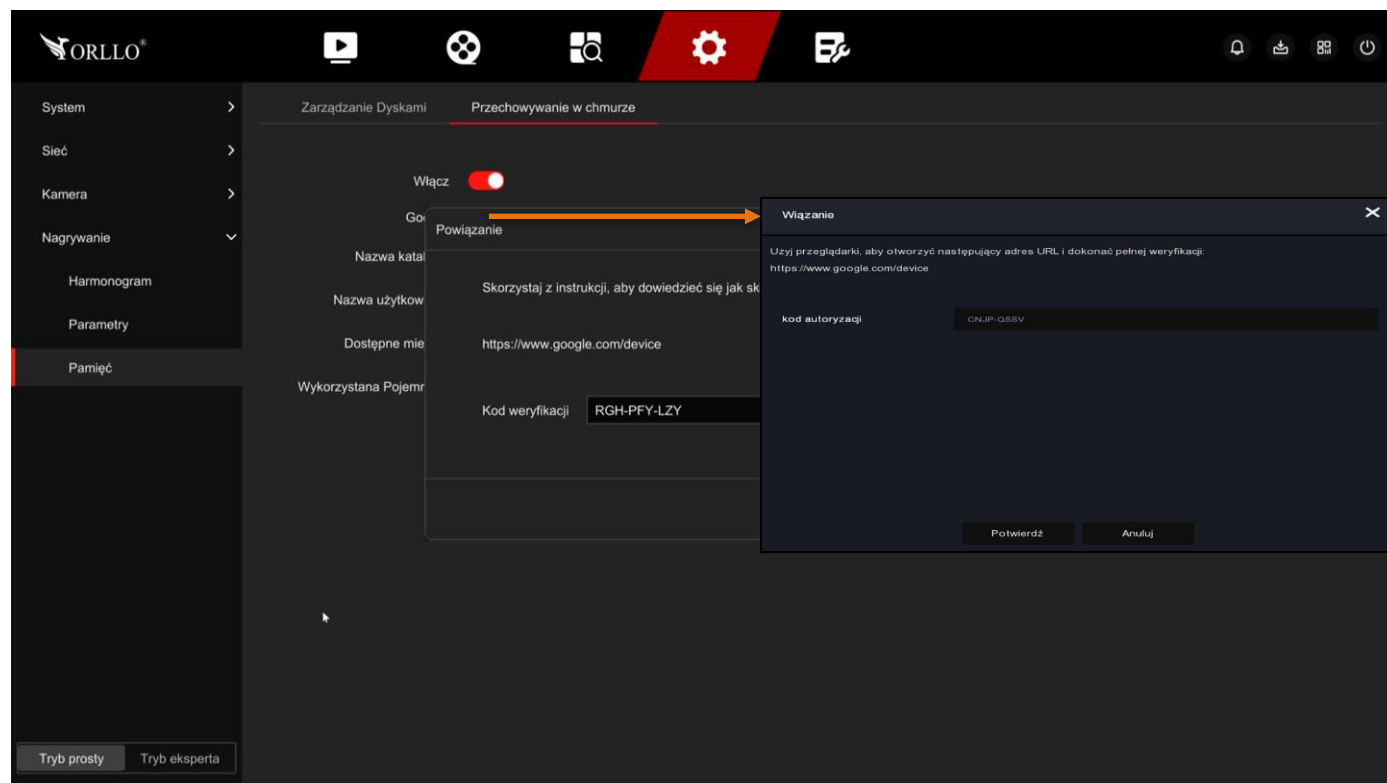 ORLLO®
System
Sieć
Kamera
Nagrywanie
Harmonogram
Parametry
Pamięć
Tryb prosty Tryb eksperta
Zarządzanie Dyskami Przechowywanie w chmurze
Włącz
Goo
Nazwa katal
Nazwa użytkow
Dostępne mie
Wykorzystana Pojemn
Powiązanie
Skorzystaj z instrukcji, aby dowiedzieć się jak sk
https://www.google.com/device
Kod weryfikacji RGH-PFY-LZY
Wiązanie
Użyj przeglądarki, aby otworzyć następujący adres URL i dokonać pełnej weryfikacji:
https://www.google.com/device
kod autoryzacji CNJP-QSSV
Potwierdź Anuluj